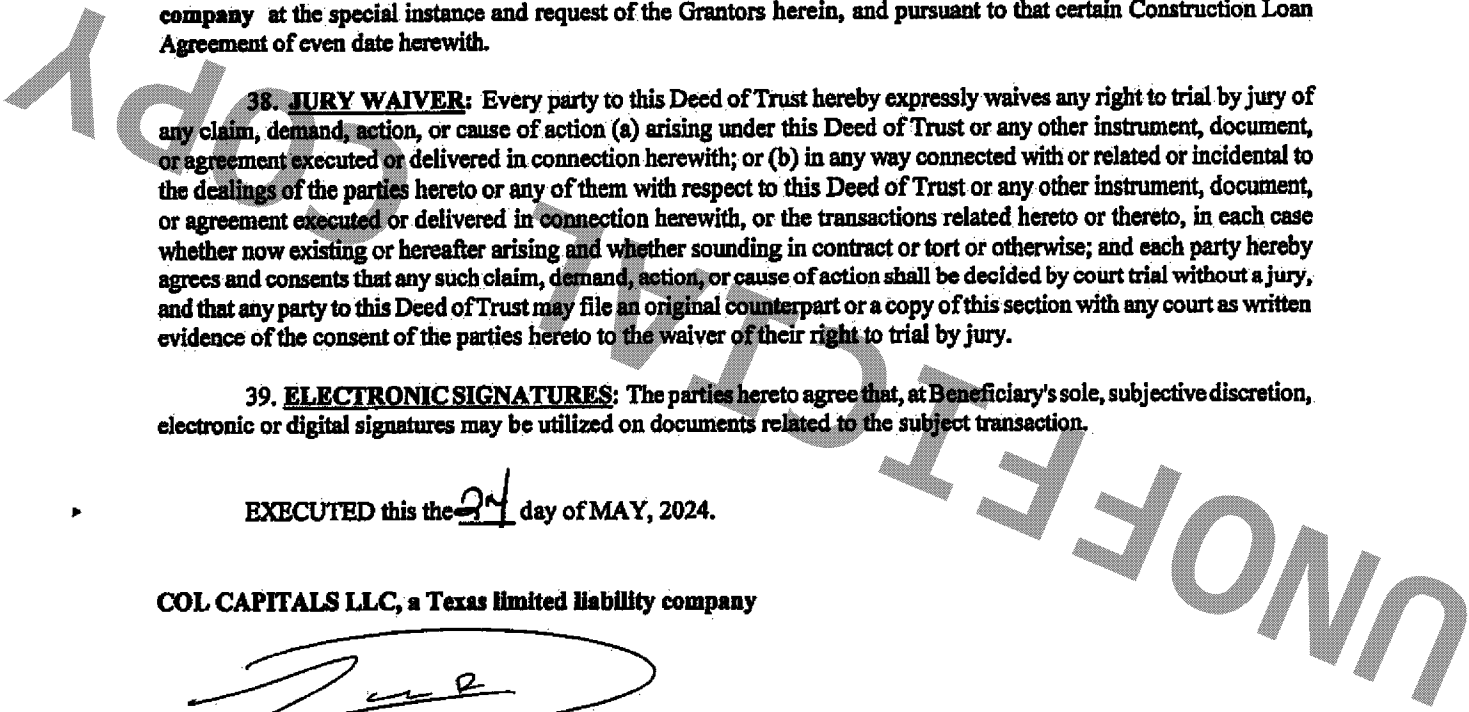 company at the special instance and request of the Grantors herein, and pursuant to that certain Construction Loan
Agreement of even date herewith.
38. JURY WAIVER: Every party to this Deed of Trust hereby expressly waives any right to trial by jury of
any claim, demand, action, or cause of action (a) arising under this Deed of Trust or any other instrument, document,
or agreement executed or delivered in connection herewith; or (b) in any way connected with or related or incidental to
the dealings of the parties hereto or any of them with respect to this Deed of Trust or any other instrument, document,
or agreement executed or delivered in connection herewith, or the transactions related hereto or thereto, in each case
whether now existing or hereafter arising and whether sounding in contract or tort or otherwise; and each party hereby
agrees and consents that any such claim, demand, action, or cause of action shall be decided by court trial without a jury,
and that any party to this Deed of Trust may file an original counterpart or a copy of this section with any court as written
evidence of the consent of the parties hereto to the waiver of their right to trial by jury.
39. ELECTRONIC SIGNATURES: The parties hereto agree that, at Beneficiary's sole, subjective discretion,
electronic or digital signatures may be utilized on documents related to the subject transaction.
EXECUTED this the 24 day of MAY, 2024.
COL CAPITALS LLC, a Texas limited liability company
UNOFFICIAL COPY